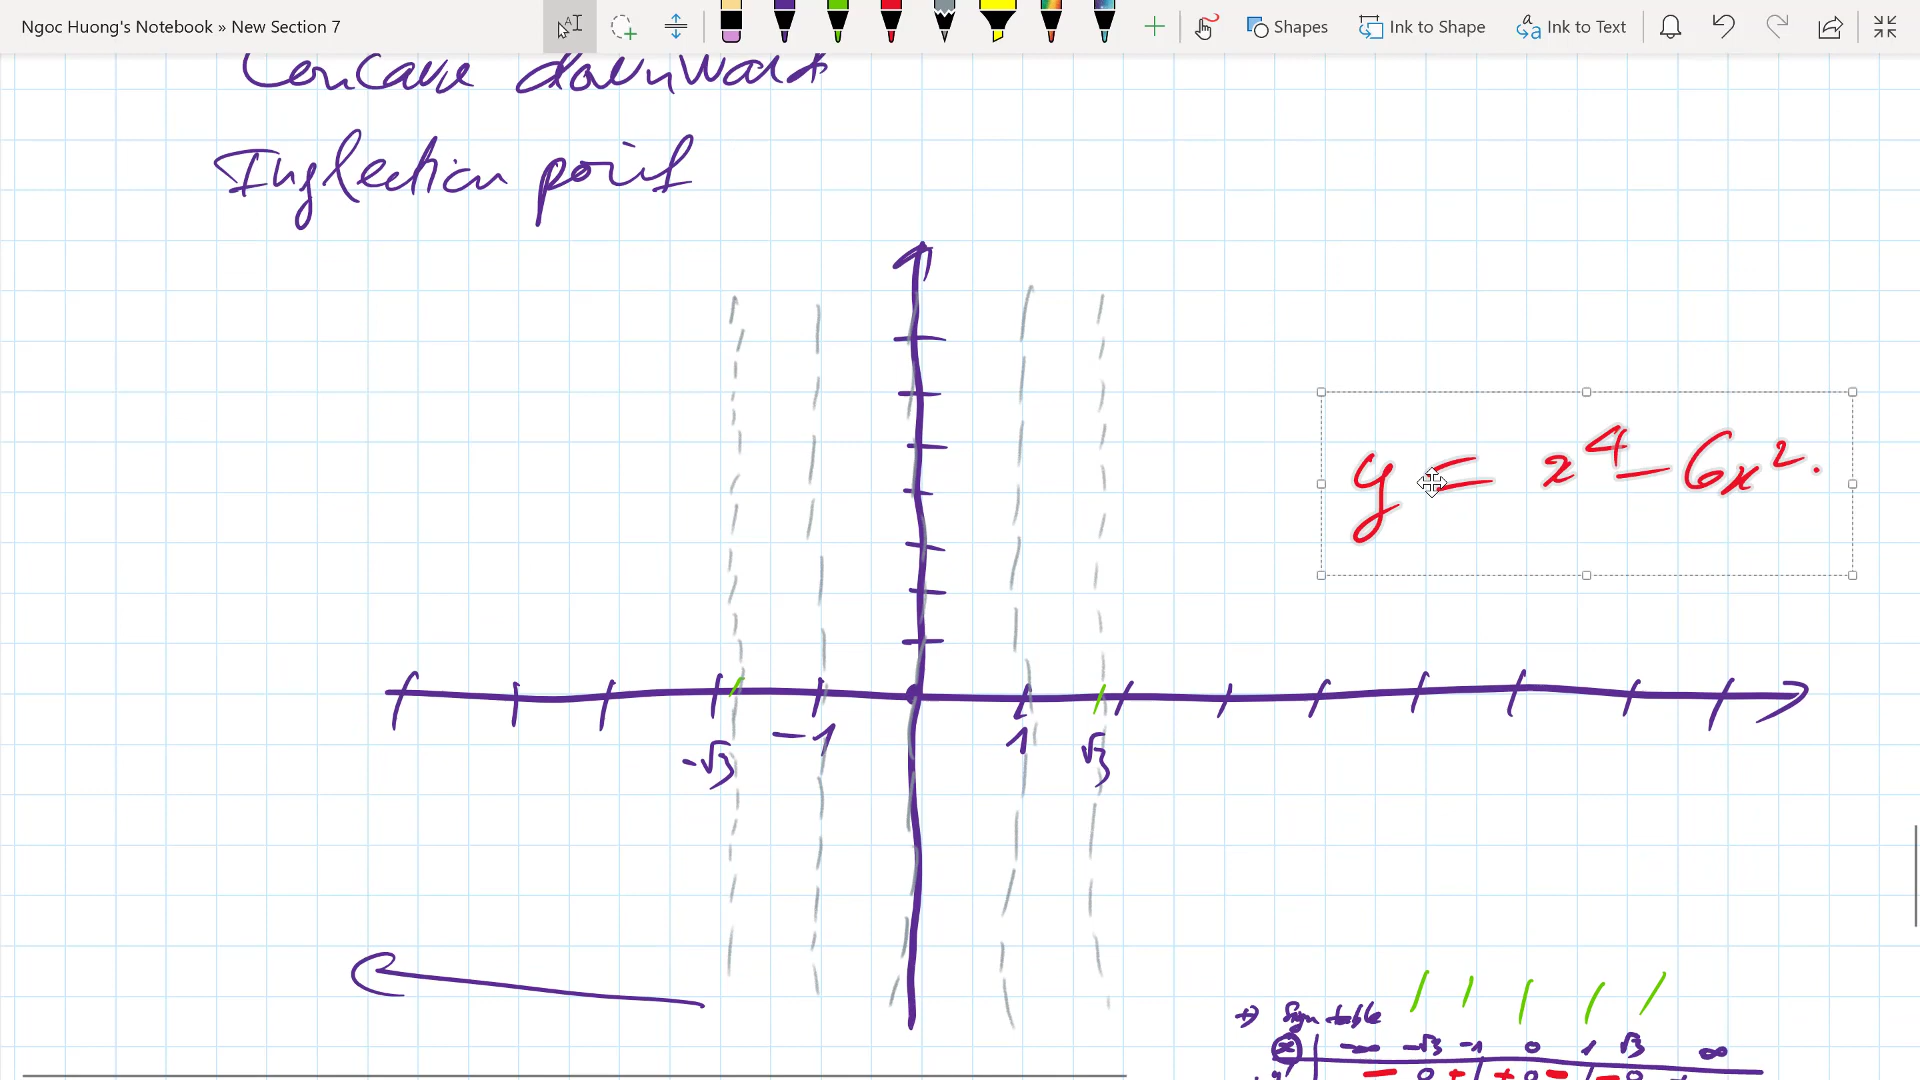 Ngoc Huong's Notebook » New Section 7
Shapes
Ink to Shape
Ink to Text
Concave downward
Inflection point
y = x⁴ - 6x².
-√3 -1 1 √3
+) Sign table
x -∞ -√3 -1 0 1 √3 ∞